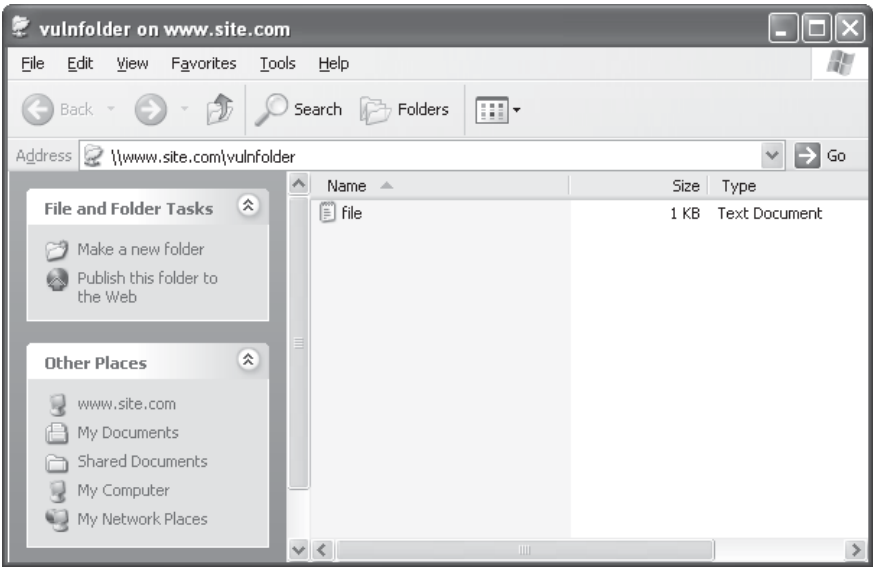 vulnfolder on www.site.com
File Edit View Favorites Tools Help
Back Search Folders
Address \\www.site.com\vulnfolder Go
File and Folder Tasks
Make a new folder
Publish this folder to
the Web
Other Places
www.site.com
My Documents
Shared Documents
My Computer
My Network Places
Name Size Type
file 1 KB Text Document